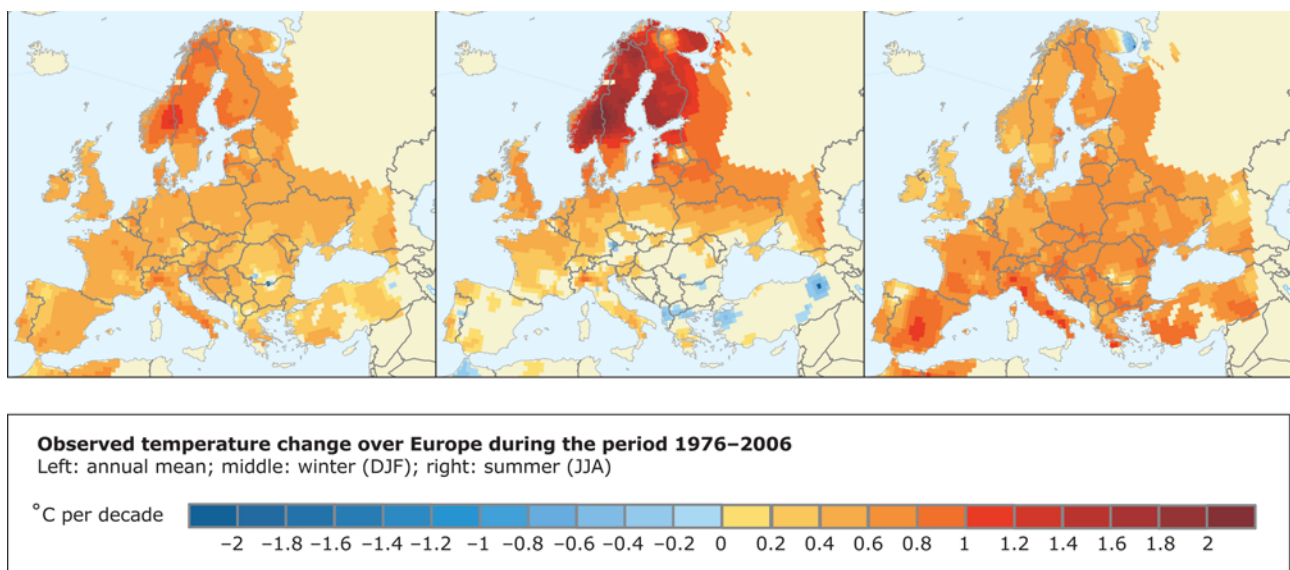 Observed temperature change over Europe during the period 1976–2006
Left: annual mean; middle: winter (DJF); right: summer (JJA)
°C per decade
−2 −1.8 −1.6 −1.4 −1.2 −1 −0.8 −0.6 −0.4 −0.2 0 0.2 0.4 0.6 0.8 1 1.2 1.4 1.6 1.8 2